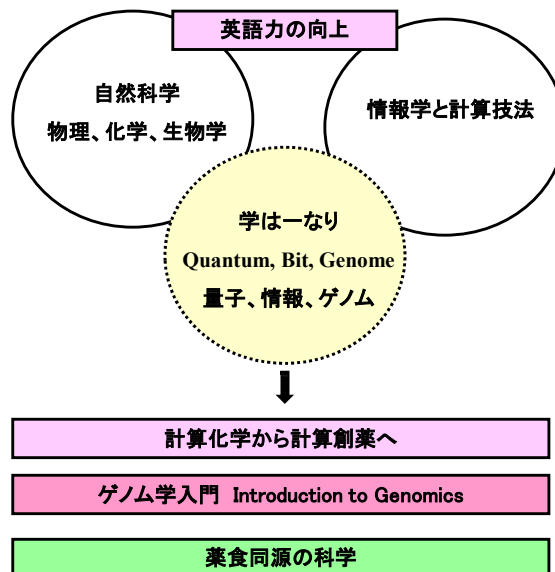 英語力の向上
自然科学
物理、化学、生物学
情報学と計算技法
学は一なり
Quantum, Bit, Genome
量子、情報、ゲノム
計算化学から計算創薬へ
ゲノム学入門 Introduction to Genomics
薬食同源の科学